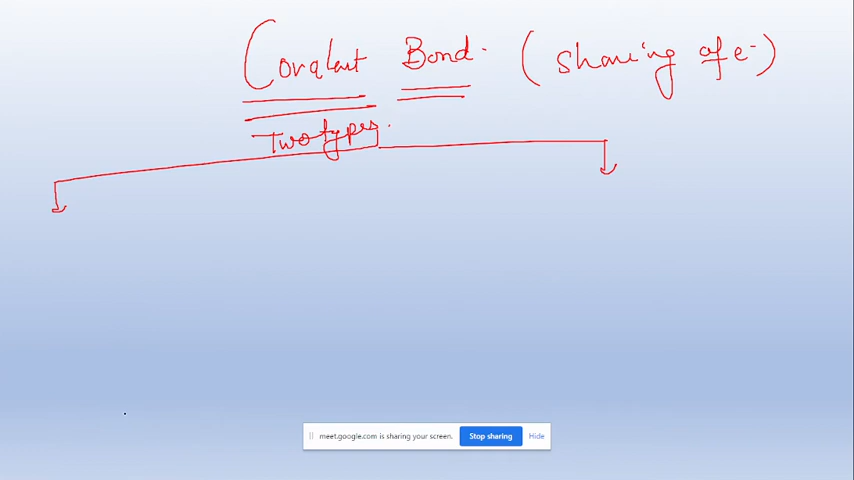 Covalent Bond. (Sharing of e-)
Two types.
meet.google.com is sharing your screen. Stop sharing Hide